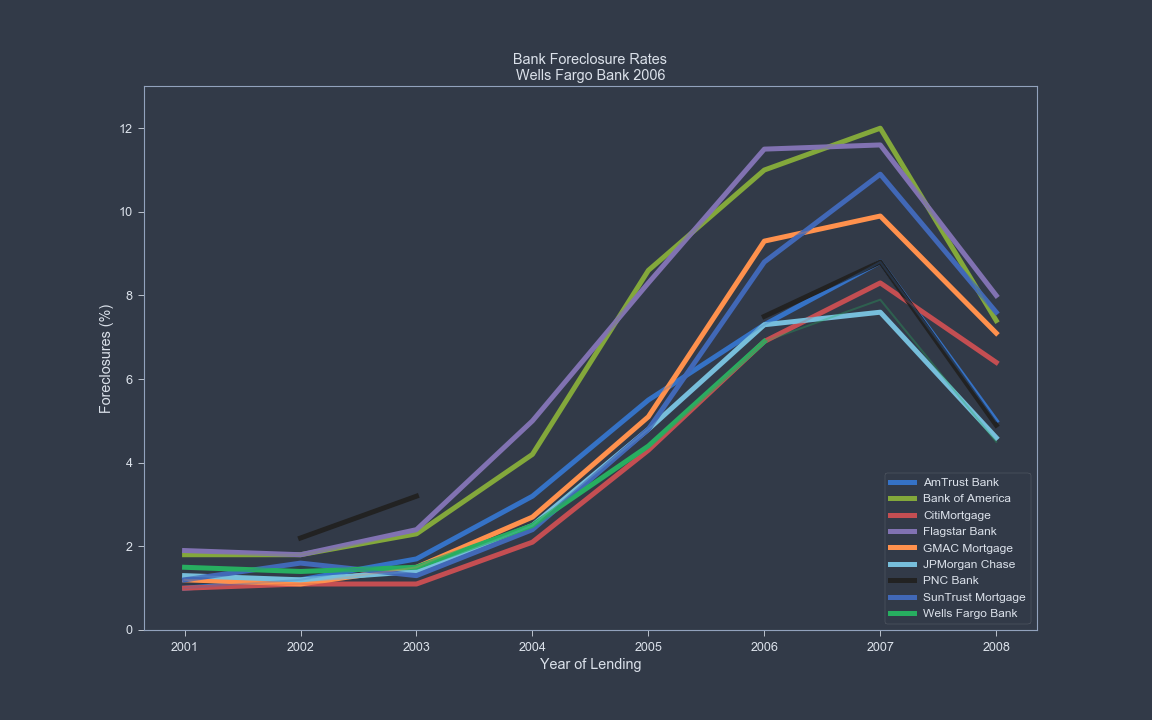 Bank Foreclosure Rates
Wells Fargo Bank 2006
Foreclosures (%)
12
10
8
6
4
2
0
2001 2002 2003 2004 2005 2006 2007 2008
Year of Lending
AmTrust Bank
Bank of America
CitiMortgage
Flagstar Bank
GMAC Mortgage
JPMorgan Chase
PNC Bank
SunTrust Mortgage
Wells Fargo Bank